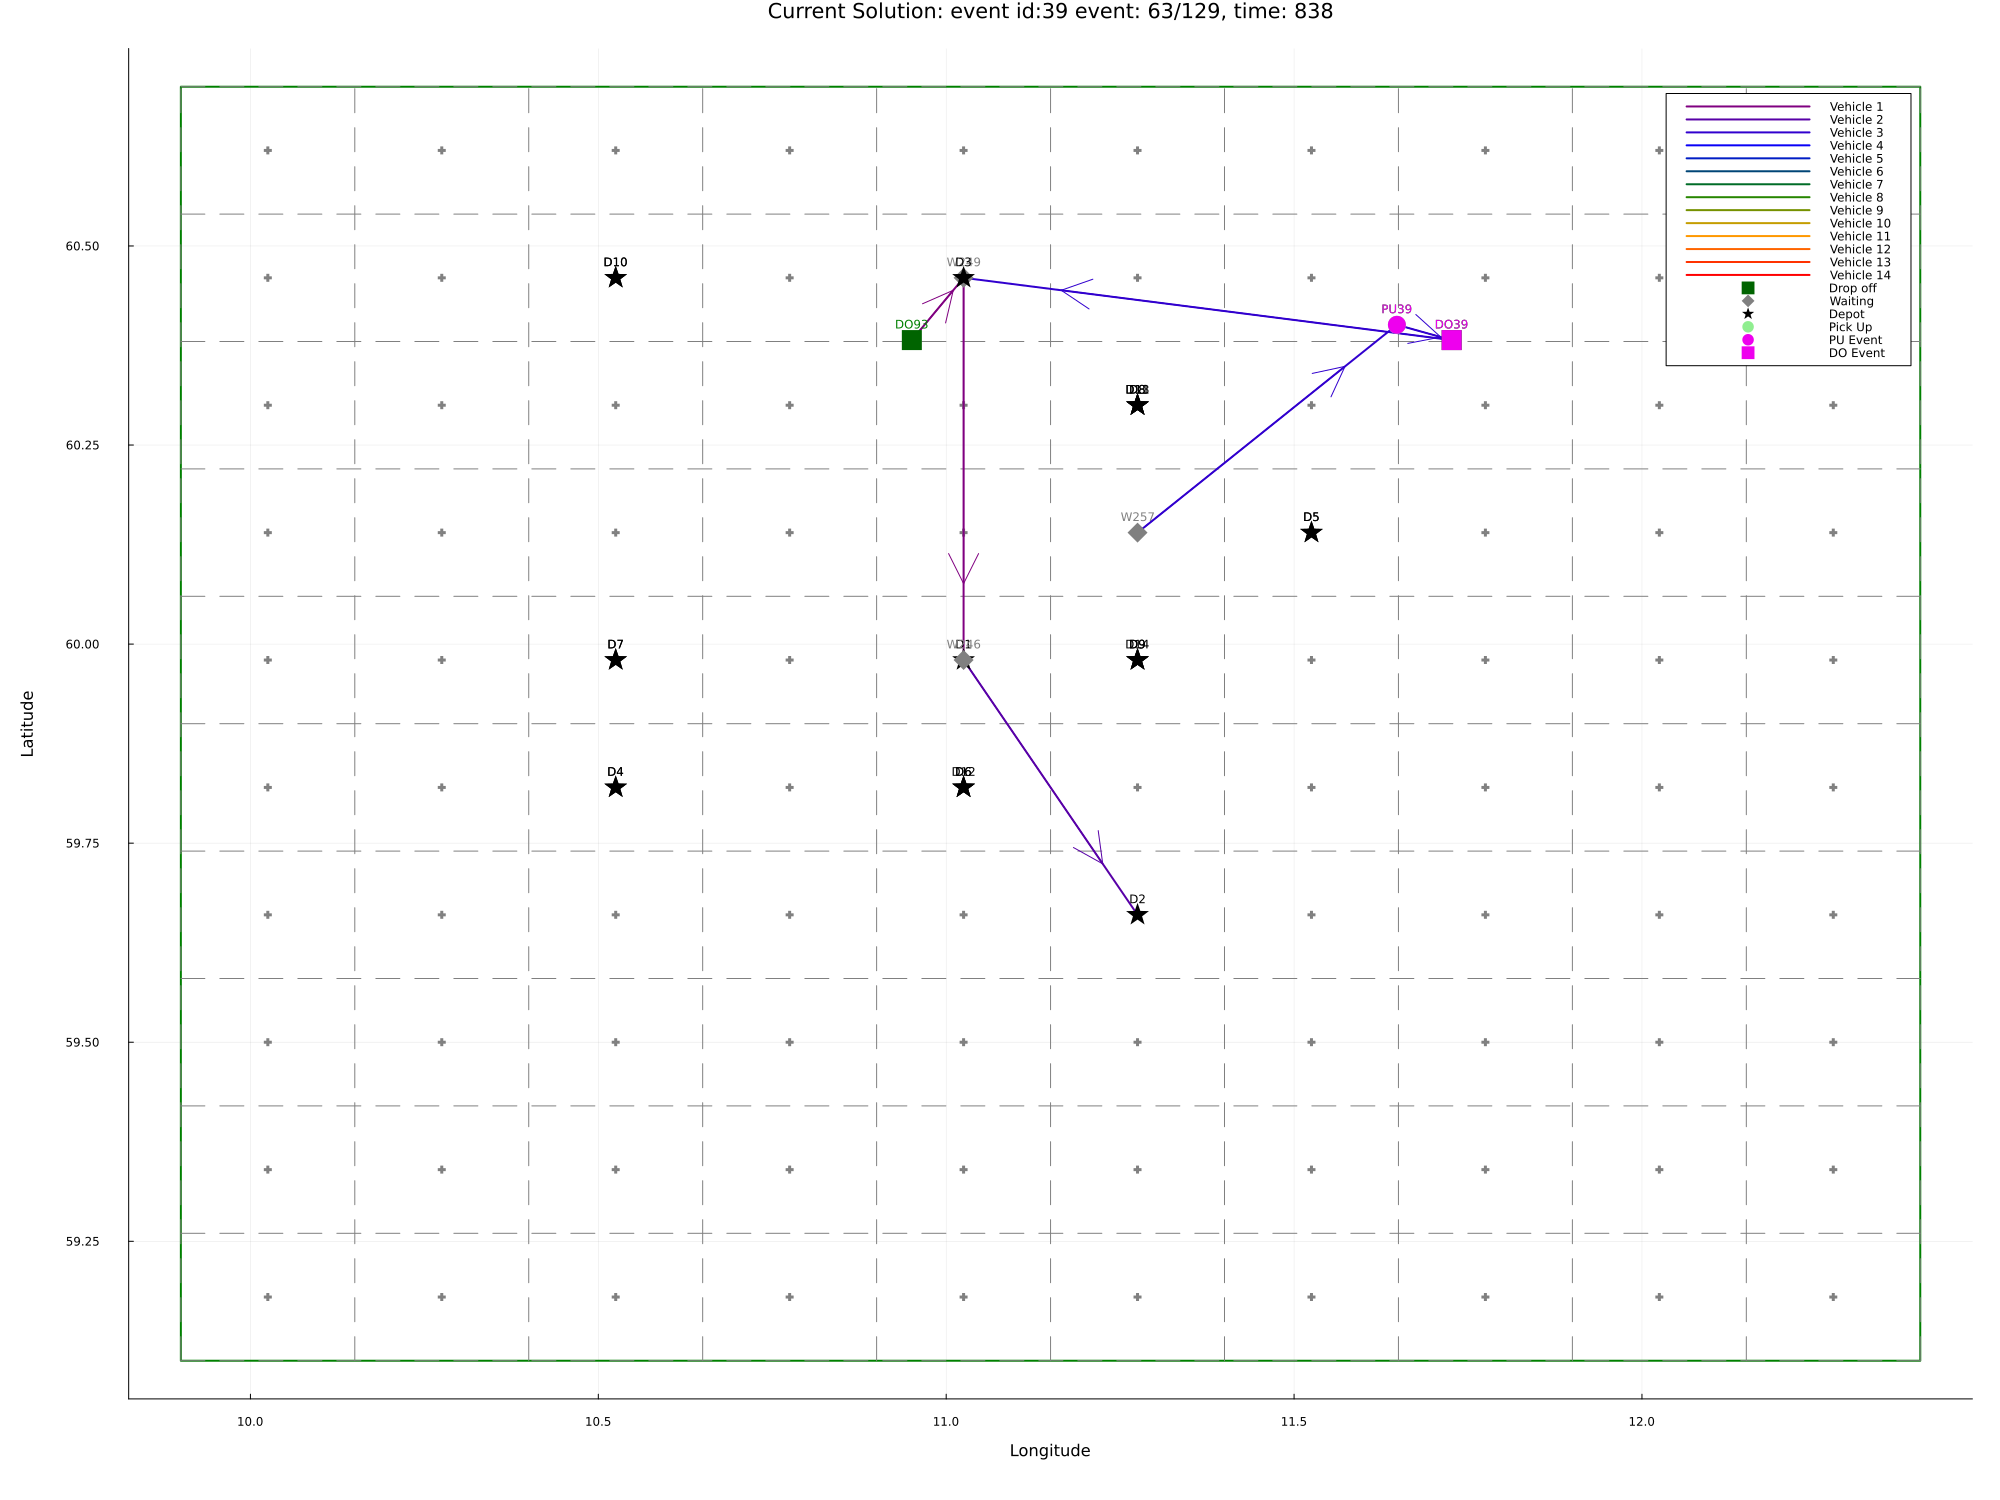 Current Solution: event id:39 event: 63/129, time: 838
Vehicle 1
Vehicle 2
Vehicle 3
Vehicle 4
Vehicle 5
Vehicle 6
Vehicle 7
Vehicle 8
Vehicle 9
Vehicle 10
Vehicle 11
Vehicle 12
Vehicle 13
Vehicle 14
Drop off
Waiting
Depot
Pick Up
PU Event
DO Event
60.50
60.25
60.00
59.75
59.50
59.25
Latitude
D10
D3
DO93
PU39
DO39
W257
D5
D7
D1
D9
D4
D6
D2
10.0
10.5
11.0
11.5
12.0
Longitude